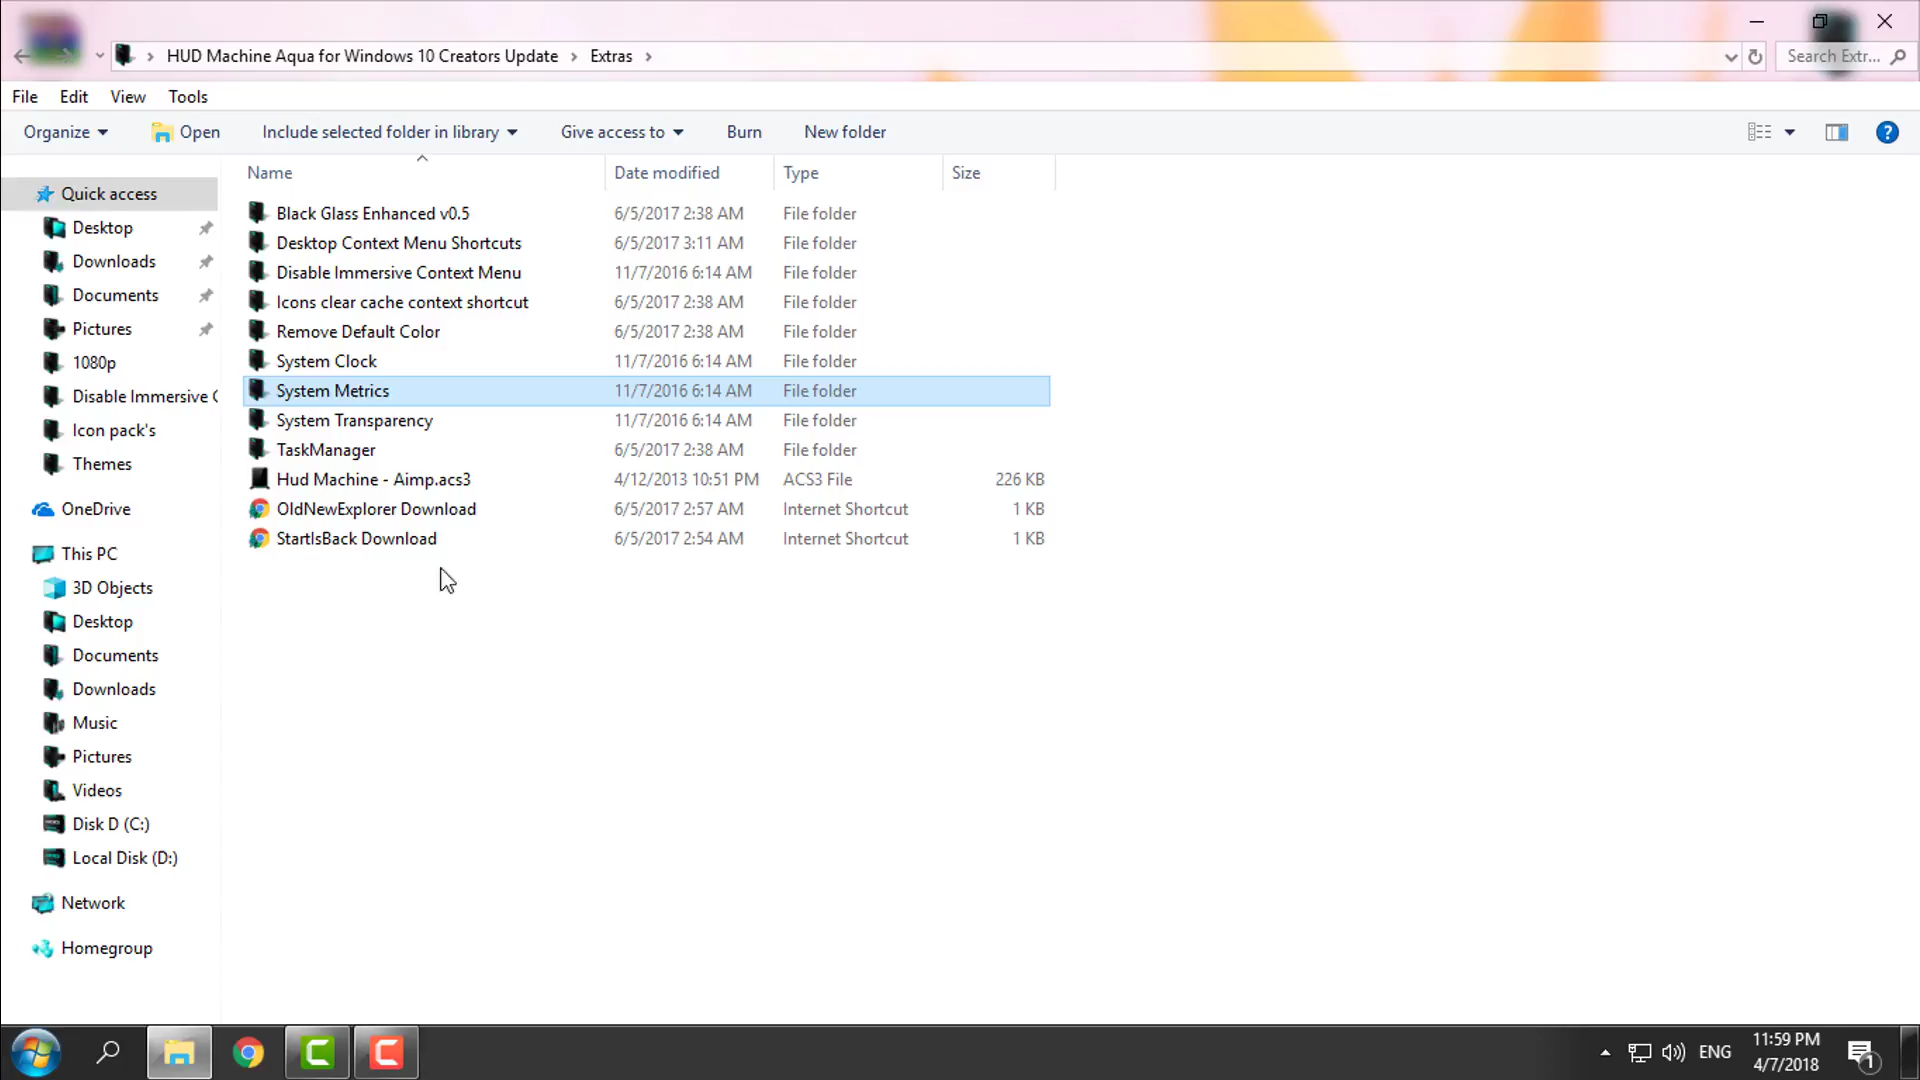 HUD Machine Aqua for Windows 10 Creators Update Extras Search Extr...
File Edit View Tools
Organize Open Include selected folder in library Give access to Burn New folder
Name Date modified Type Size
Quick access
Desktop
Downloads
Documents
Pictures
1080p
Disable Immersive C
Icon pack's
Themes
OneDrive
This PC
3D Objects
Desktop
Documents
Downloads
Music
Pictures
Videos
Disk D (C:)
Local Disk (D:)
Network
Homegroup
Black Glass Enhanced v0.5 6/5/2017 2:38 AM File folder
Desktop Context Menu Shortcuts 6/5/2017 3:11 AM File folder
Disable Immersive Context Menu 11/7/2016 6:14 AM File folder
Icons clear cache context shortcut 6/5/2017 2:38 AM File folder
Remove Default Color 6/5/2017 2:38 AM File folder
System Clock 11/7/2016 6:14 AM File folder
System Metrics 11/7/2016 6:14 AM File folder
System Transparency 11/7/2016 6:14 AM File folder
TaskManager 6/5/2017 2:38 AM File folder
Hud Machine - Aimp.acs3 4/12/2013 10:51 PM ACS3 File 226 KB
OldNewExplorer Download 6/5/2017 2:57 AM Internet Shortcut 1 KB
StartIsBack Download 6/5/2017 2:54 AM Internet Shortcut 1 KB
ENG
11:59 PM
4/7/2018
1